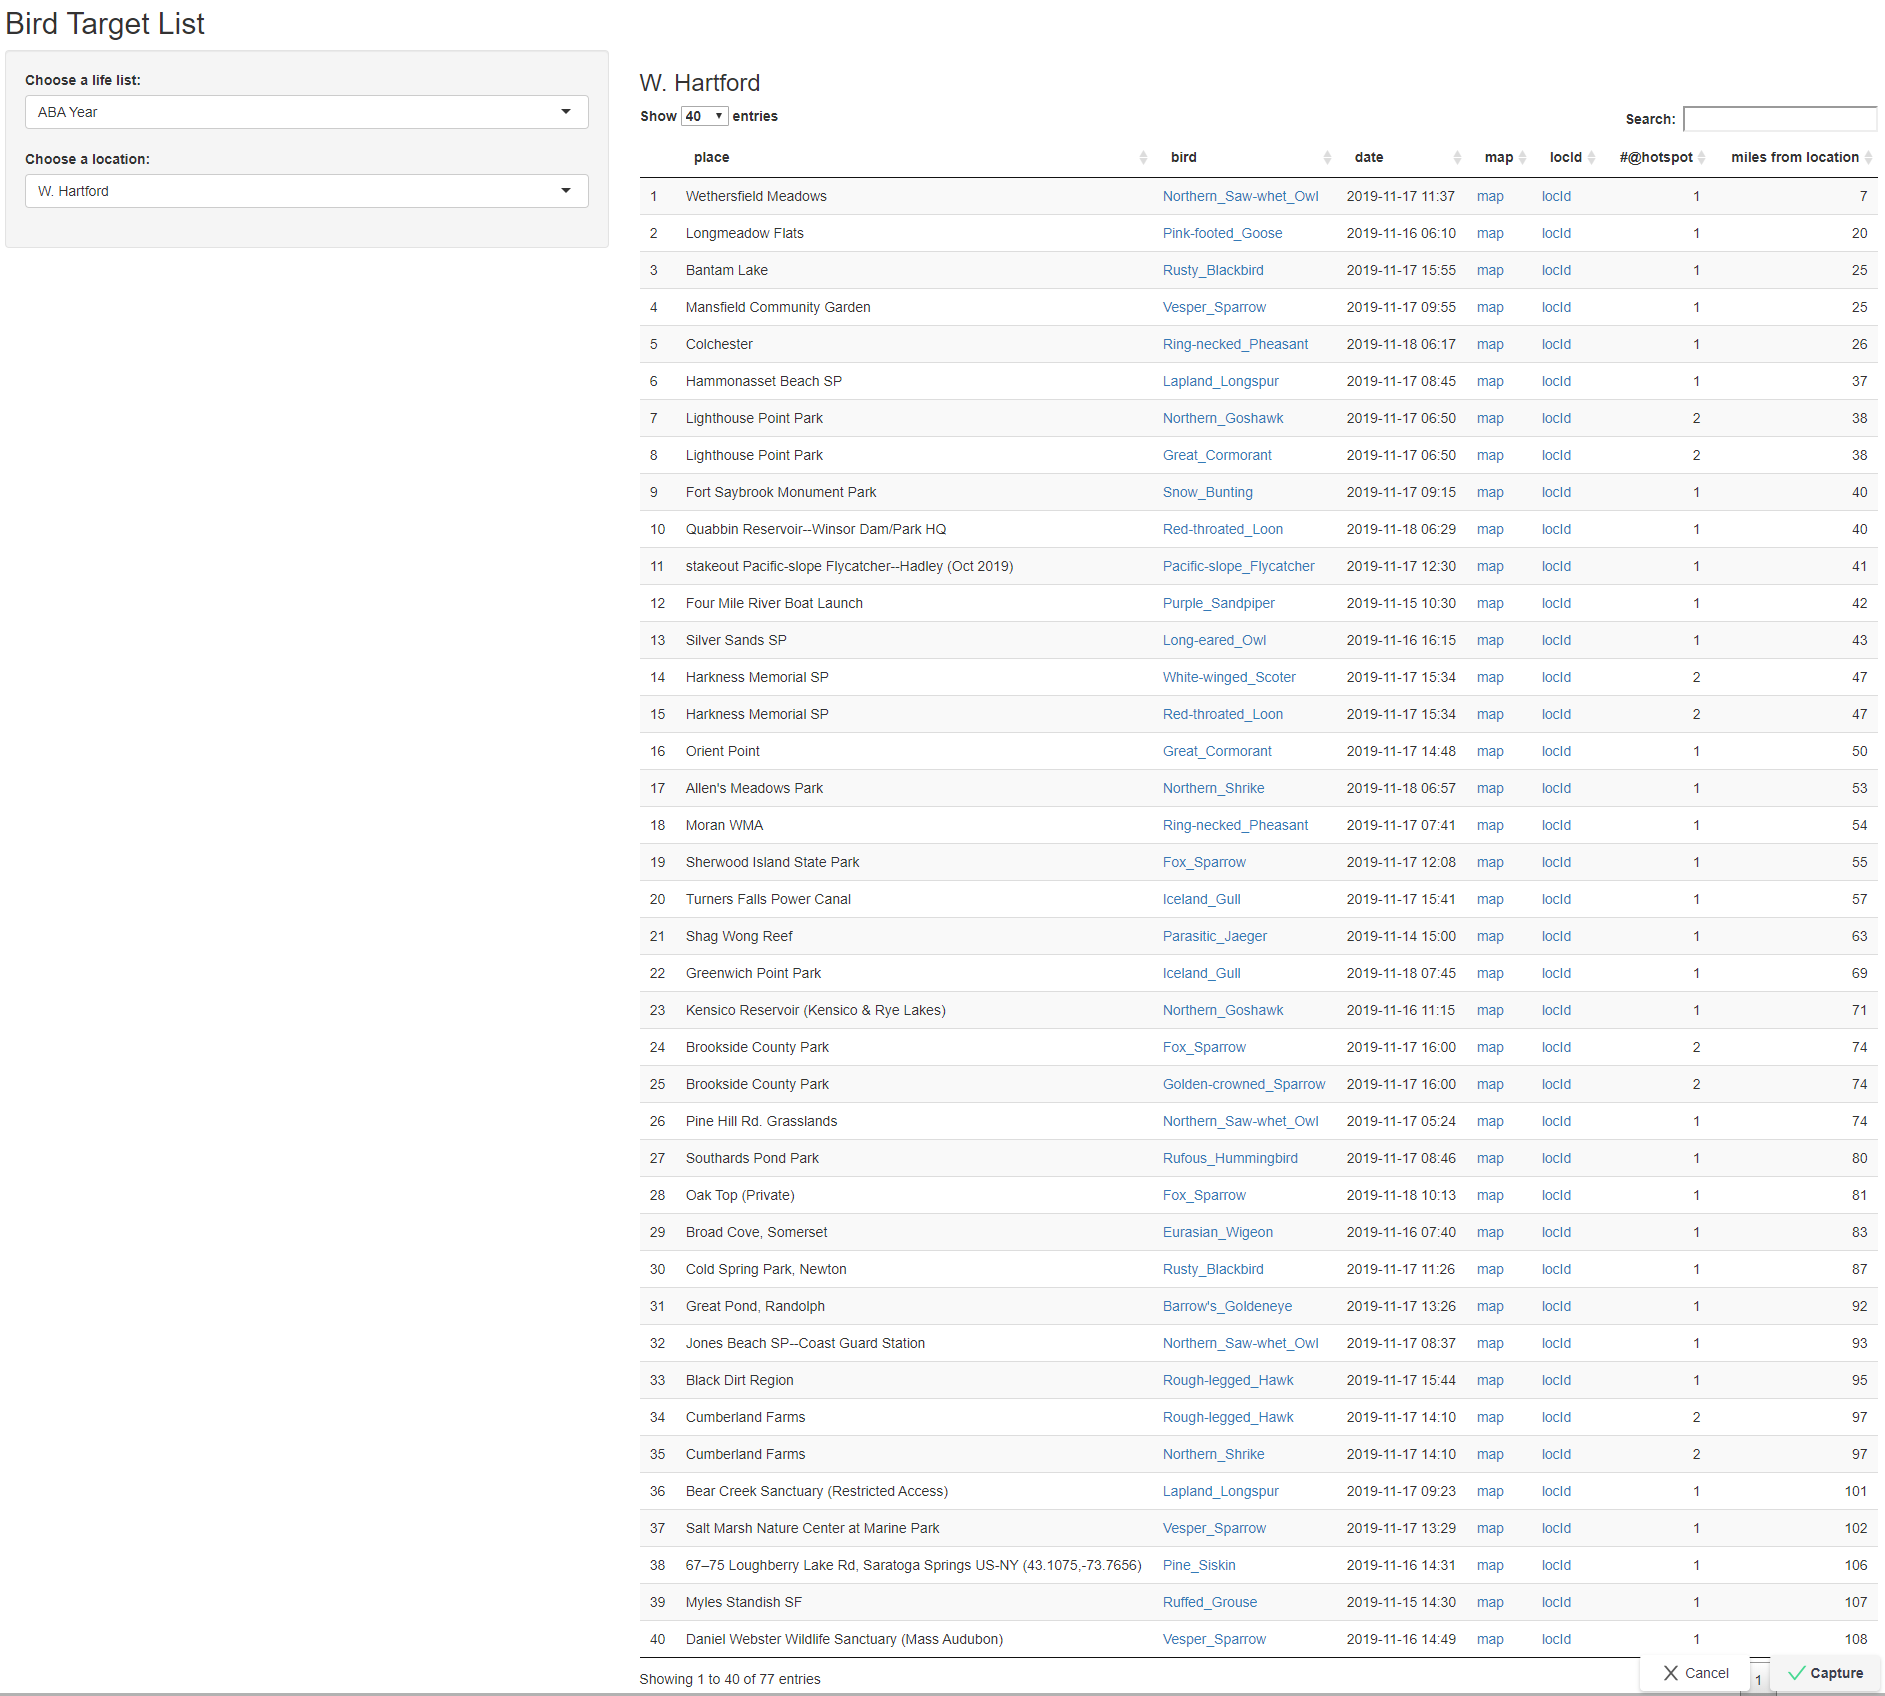 Bird Target List
Choose a life list:
ABA Year
Choose a location:
W. Hartford
W. Hartford
Show 40 entries
Search:
place bird date map locId #@hotspot miles from location
1 Wethersfield Meadows Northern_Saw-whet_Owl 2019-11-17 11:37 map locId 1 7
2 Longmeadow Flats Pink-footed_Goose 2019-11-16 06:10 map locId 1 20
3 Bantam Lake Rusty_Blackbird 2019-11-17 15:55 map locId 1 25
4 Mansfield Community Garden Vesper_Sparrow 2019-11-17 09:55 map locId 1 25
5 Colchester Ring-necked_Pheasant 2019-11-18 06:17 map locId 1 26
6 Hammonasset Beach SP Lapland_Longspur 2019-11-17 08:45 map locId 1 37
7 Lighthouse Point Park Northern_Goshawk 2019-11-17 06:50 map locId 2 38
8 Lighthouse Point Park Great_Cormorant 2019-11-17 06:50 map locId 2 38
9 Fort Saybrook Monument Park Snow_Bunting 2019-11-17 09:15 map locId 1 40
10 Quabbin Reservoir--Winsor Dam/Park HQ Red-throated_Loon 2019-11-18 06:29 map locId 1 40
11 stakeout Pacific-slope Flycatcher--Hadley (Oct 2019) Pacific-slope_Flycatcher 2019-11-17 12:30 map locId 1 41
12 Four Mile River Boat Launch Purple_Sandpiper 2019-11-15 10:30 map locId 1 42
13 Silver Sands SP Long-eared_Owl 2019-11-16 16:15 map locId 1 43
14 Harkness Memorial SP White-winged_Scoter 2019-11-17 15:34 map locId 2 47
15 Harkness Memorial SP Red-throated_Loon 2019-11-17 15:34 map locId 2 47
16 Orient Point Great_Cormorant 2019-11-17 14:48 map locId 1 50
17 Allen's Meadows Park Northern_Shrike 2019-11-18 06:57 map locId 1 53
18 Moran WMA Ring-necked_Pheasant 2019-11-17 07:41 map locId 1 54
19 Sherwood Island State Park Fox_Sparrow 2019-11-17 12:08 map locId 1 55
20 Turners Falls Power Canal Iceland_Gull 2019-11-17 15:41 map locId 1 57
21 Shag Wong Reef Parasitic_Jaeger 2019-11-14 15:00 map locId 1 63
22 Greenwich Point Park Iceland_Gull 2019-11-18 07:45 map locId 1 69
23 Kensico Reservoir (Kensico & Rye Lakes) Northern_Goshawk 2019-11-16 11:15 map locId 1 71
24 Brookside County Park Fox_Sparrow 2019-11-17 16:00 map locId 2 74
25 Brookside County Park Golden-crowned_Sparrow 2019-11-17 16:00 map locId 2 74
26 Pine Hill Rd. Grasslands Northern_Saw-whet_Owl 2019-11-17 05:24 map locId 1 74
27 Southards Pond Park Rufous_Hummingbird 2019-11-17 08:46 map locId 1 80
28 Oak Top (Private) Fox_Sparrow 2019-11-18 10:13 map locId 1 81
29 Broad Cove, Somerset Eurasian_Wigeon 2019-11-16 07:40 map locId 1 83
30 Cold Spring Park, Newton Rusty_Blackbird 2019-11-17 11:26 map locId 1 87
31 Great Pond, Randolph Barrow's_Goldeneye 2019-11-17 13:26 map locId 1 92
32 Jones Beach SP--Coast Guard Station Northern_Saw-whet_Owl 2019-11-17 08:37 map locId 1 93
33 Black Dirt Region Rough-legged_Hawk 2019-11-17 15:44 map locId 1 95
34 Cumberland Farms Rough-legged_Hawk 2019-11-17 14:10 map locId 2 97
35 Cumberland Farms Northern_Shrike 2019-11-17 14:10 map locId 2 97
36 Bear Creek Sanctuary (Restricted Access) Lapland_Longspur 2019-11-17 09:23 map locId 1 101
37 Salt Marsh Nature Center at Marine Park Vesper_Sparrow 2019-11-17 13:29 map locId 1 102
38 67–75 Loughberry Lake Rd, Saratoga Springs US-NY (43.1075,-73.7656) Pine_Siskin 2019-11-16 14:31 map locId 1 106
39 Myles Standish SF Ruffed_Grouse 2019-11-15 14:30 map locId 1 107
40 Daniel Webster Wildlife Sanctuary (Mass Audubon) Vesper_Sparrow 2019-11-16 14:49 map locId 1 108
Showing 1 to 40 of 77 entries
Cancel 1 Capture